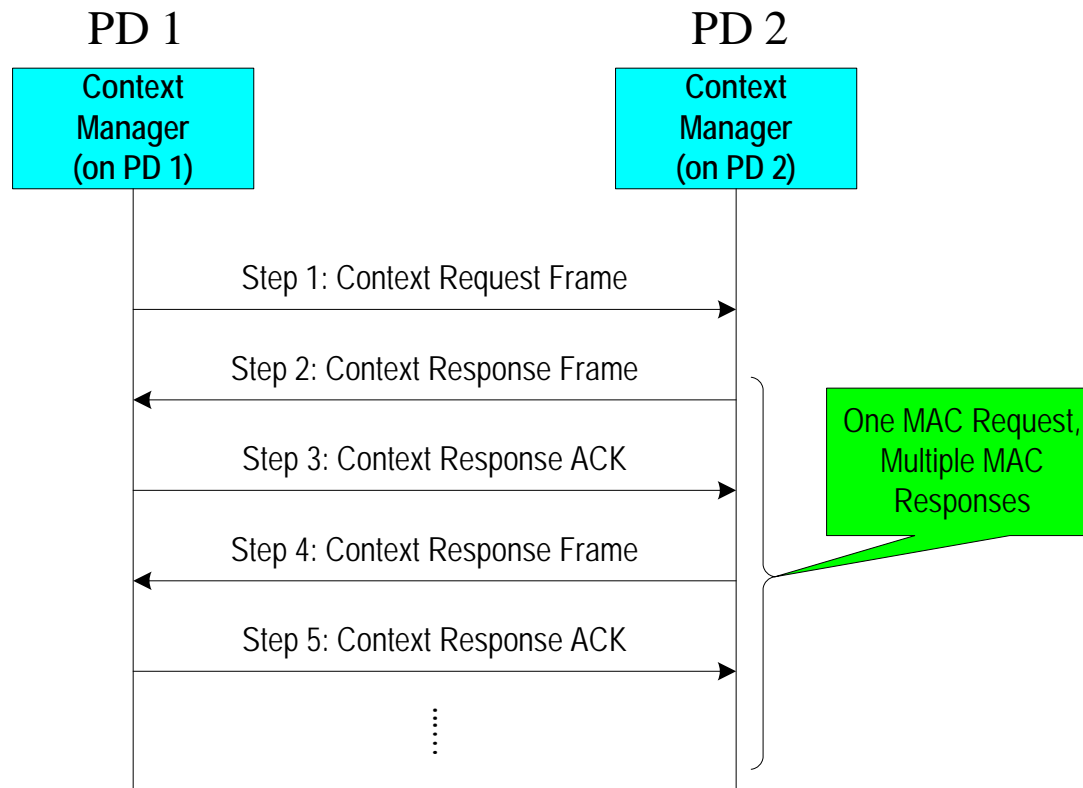 PD 1
PD 2
Context
Manager
(on PD 1)
Context
Manager
(on PD 2)
Step 1: Context Request Frame
Step 2: Context Response Frame
Step 3: Context Response ACK
Step 4: Context Response Frame
Step 5: Context Response ACK
One MAC Request,
Multiple MAC
Responses